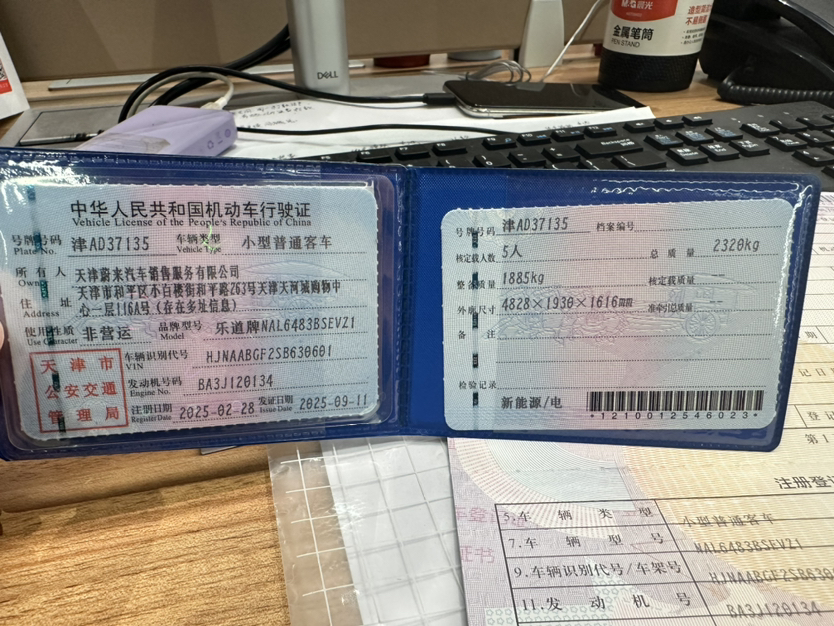 M&G晨光
金属笔筒
PEN STAND
DELL
中华人民共和国机动车行驶证
Vehicle License of the People's Republic of China
号牌号码 津AD37135 车辆类型 小型普通客车
Plate No. Vehicle Type
所有人 天津蔚来汽车销售服务有限公司
Owner
住址 天津市和平区小白楼街和平路263号天津天河城购物中
Address 心一层116A号（存在多址信息）
使用性质 非营运 品牌型号 乐道牌NAL6483BSEVZ1
Use Character Model
天津市
公安交通
管理局
车辆识别代号 HJNAABGF2SB630601
VIN
发动机号码 BA3J120134
Engine No.
注册日期 2025-02-28 发证日期 2025-09-11
Register Date Issue Date
号牌号码 津AD37135 档案编号
核定载人数 5人 总质量 2320kg
整备质量 1885kg 核定载质量 --
外廓尺寸 4828×1930×1616mm 准牵引总质量 --
备注
检验记录
新能源/电
*1210012546023*
注册登记
5.车辆类型 小型普通客车
7.车辆型号 NAL6483BSEVZ1
9.车辆识别代号/车架号 HJNAABGF2SB630
11.发动机号 BA3J120134